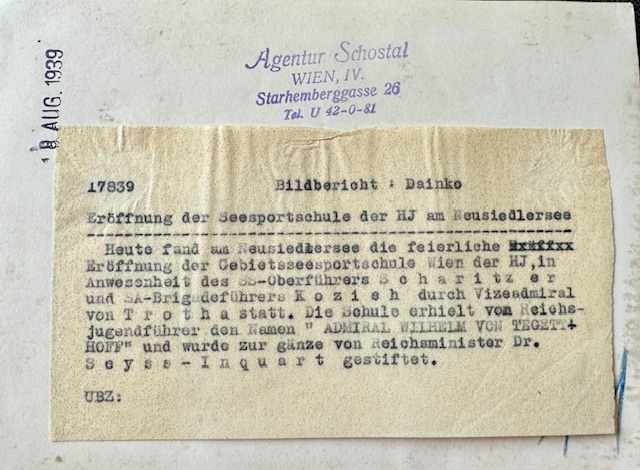 18 AUG. 1939
Agentur Schostal
WIEN, IV.
Starhemberggasse 26
Tel. U 42-0-81
17839 Bildbericht : Dainko
Eröffnung der Seesportschule der HJ am Neusiedlersee
Heute fand am Neusiedlersee die feierliche
Eröffnung der Gebietsseesportschule Wien der HJ,in
Anwesenheit des SS-Oberführers S c h a r i t z e r
und SA-Brigadeführers K o z i c h durch Vizeadmiral
von T r o t h a statt. Die Schule erhielt vom Reichs-
jugendführer den Namen " ADMIRAL WILHELM VON TEGETT-
HOFF" und wurde zur gänze von Reichsminister Dr.
S e y s s - I n q u a r t gestiftet.
UBZ: